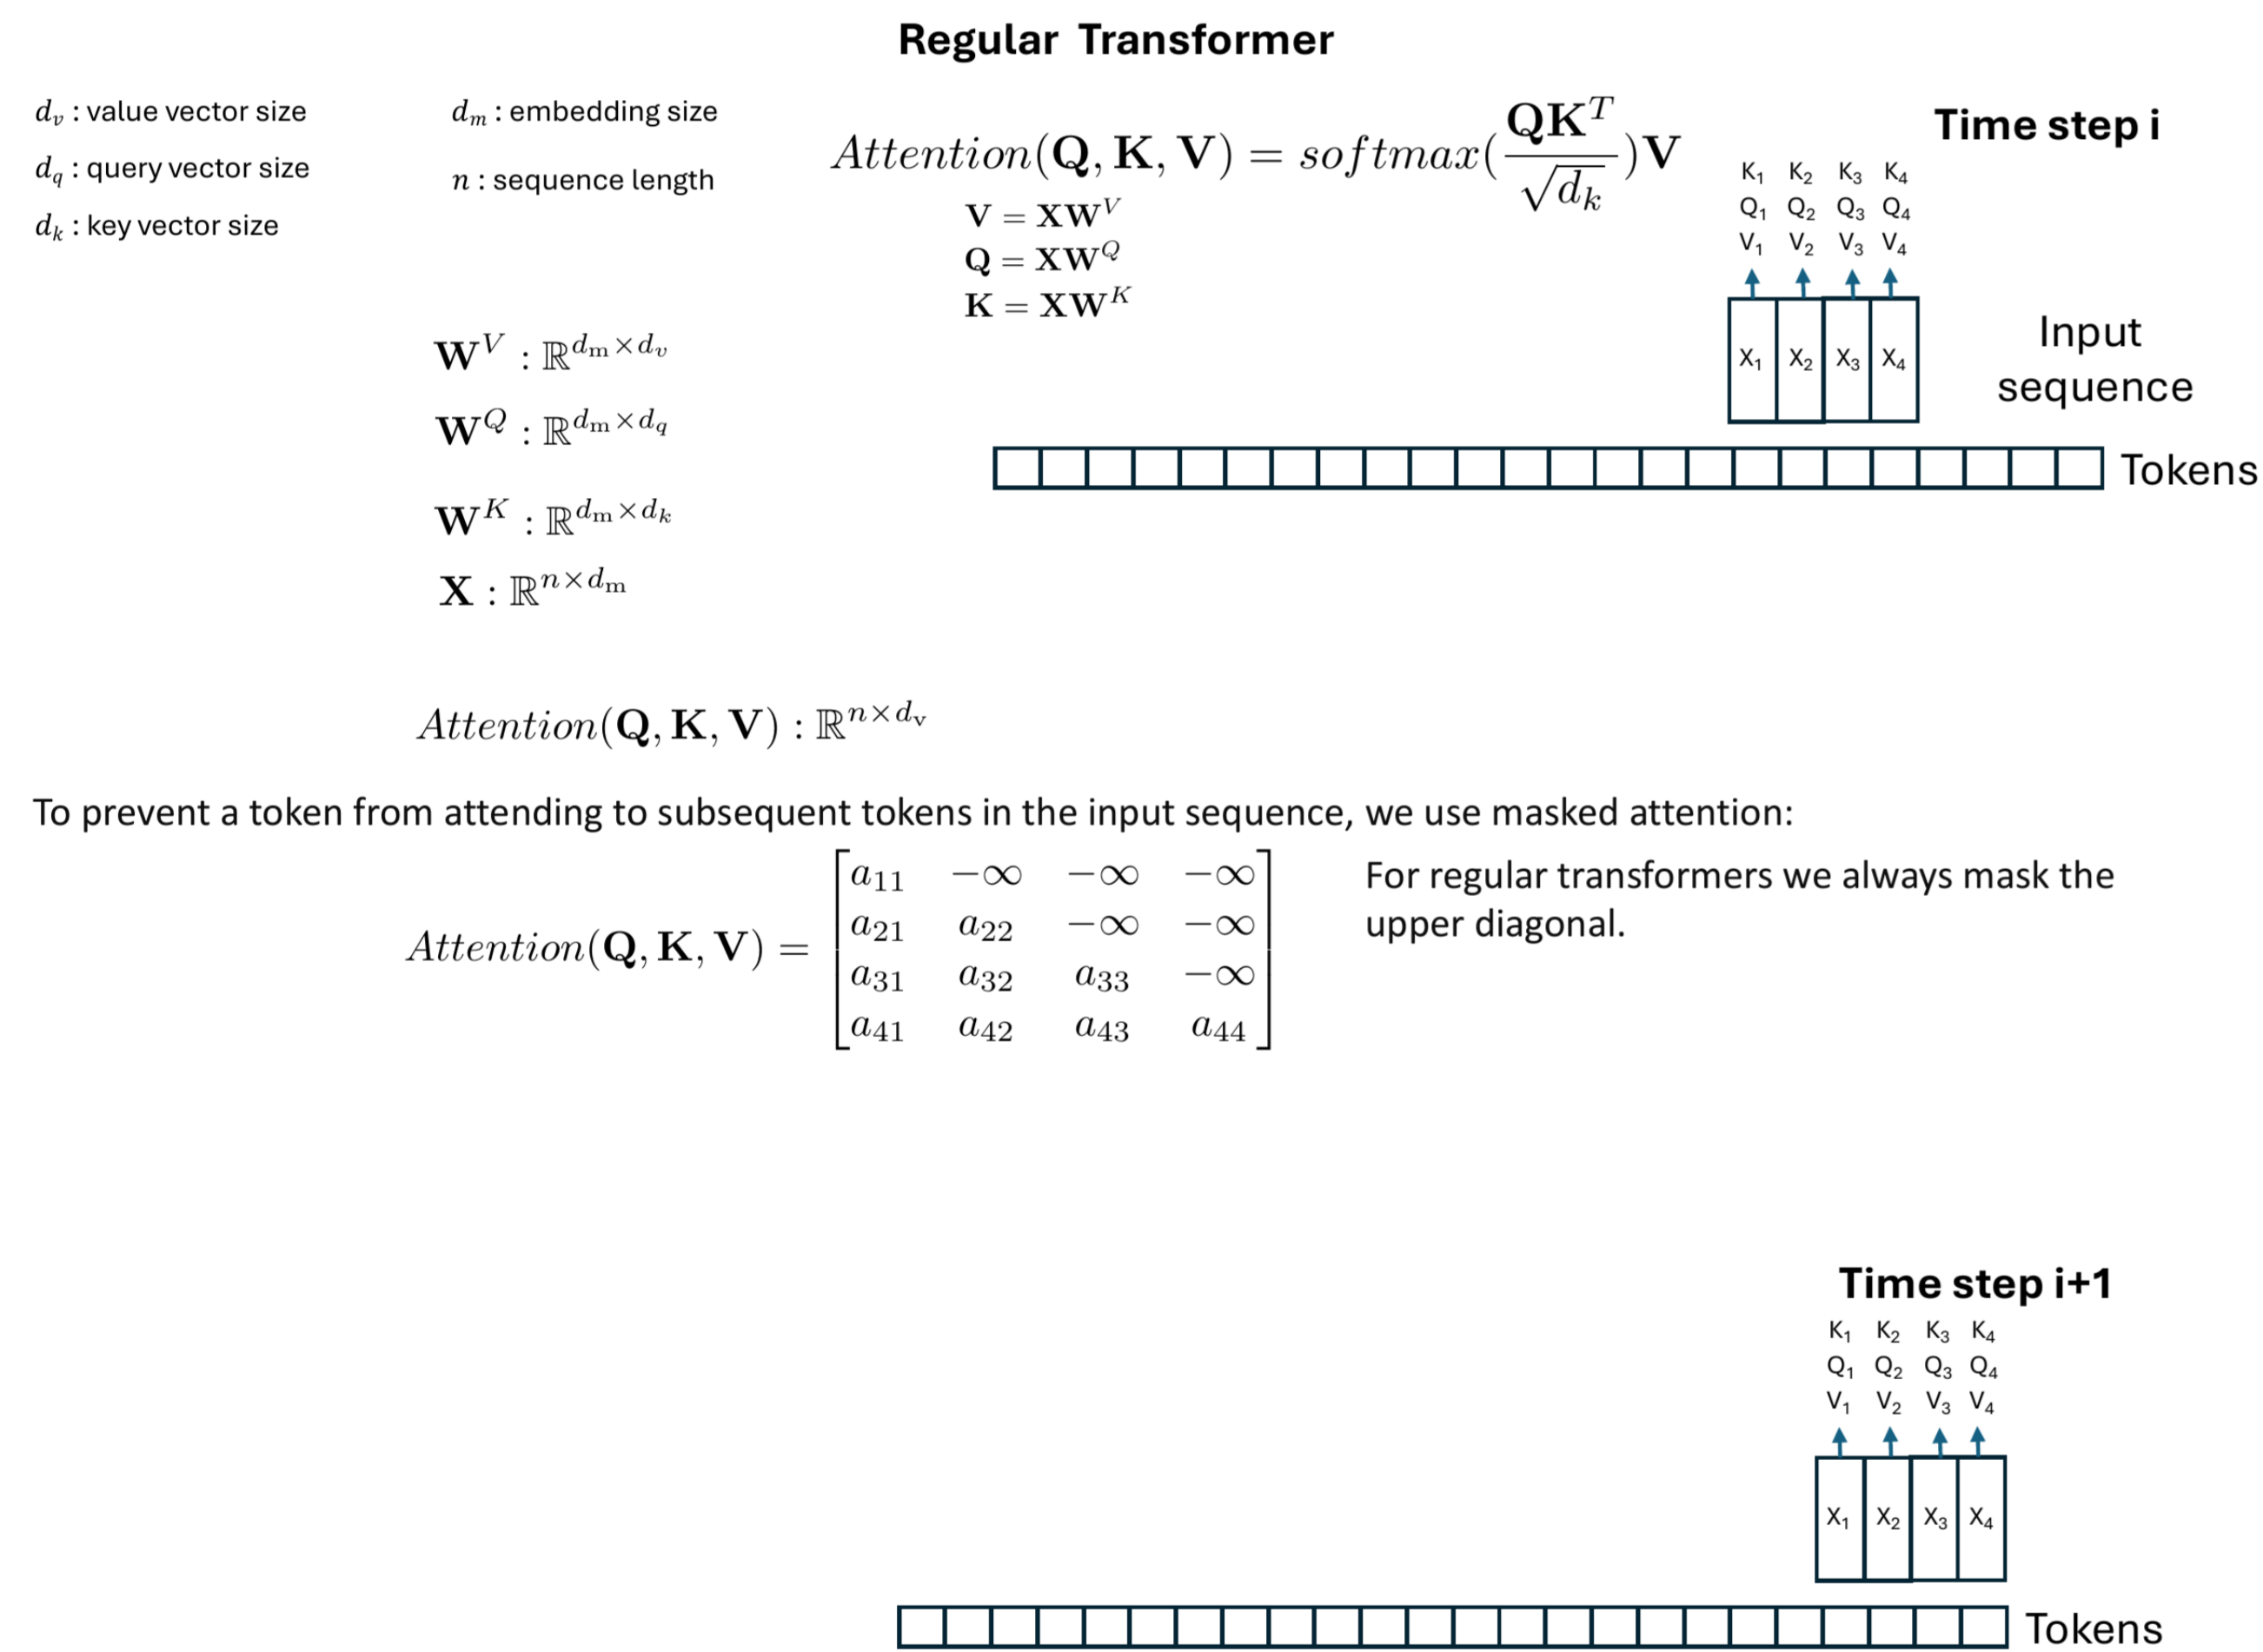 Regular Transformer
d_v : value vector size
d_m : embedding size
d_q : query vector size
n : sequence length
d_k : key vector size
Attention(Q, K, V) = softmax(QK^T / √d_k)V
V = XW^V
Q = XW^Q
K = XW^K
Time step i
K₁ K₂ K₃ K₄
Q₁ Q₂ Q₃ Q₄
V₁ V₂ V₃ V₄
X₁ X₂ X₃ X₄
Input
sequence
Tokens
W^V : ℝ^{d_m×d_v}
W^Q : ℝ^{d_m×d_q}
W^K : ℝ^{d_m×d_k}
X : ℝ^{n×d_m}
Attention(Q, K, V) : ℝ^{n×d_v}
To prevent a token from attending to subsequent tokens in the input sequence, we use masked attention:
Attention(Q, K, V) =
a₁₁ −∞ −∞ −∞
a₂₁ a₂₂ −∞ −∞
a₃₁ a₃₂ a₃₃ −∞
a₄₁ a₄₂ a₄₃ a₄₄
For regular transformers we always mask the
upper diagonal.
Time step i+1
K₁ K₂ K₃ K₄
Q₁ Q₂ Q₃ Q₄
V₁ V₂ V₃ V₄
X₁ X₂ X₃ X₄
Tokens